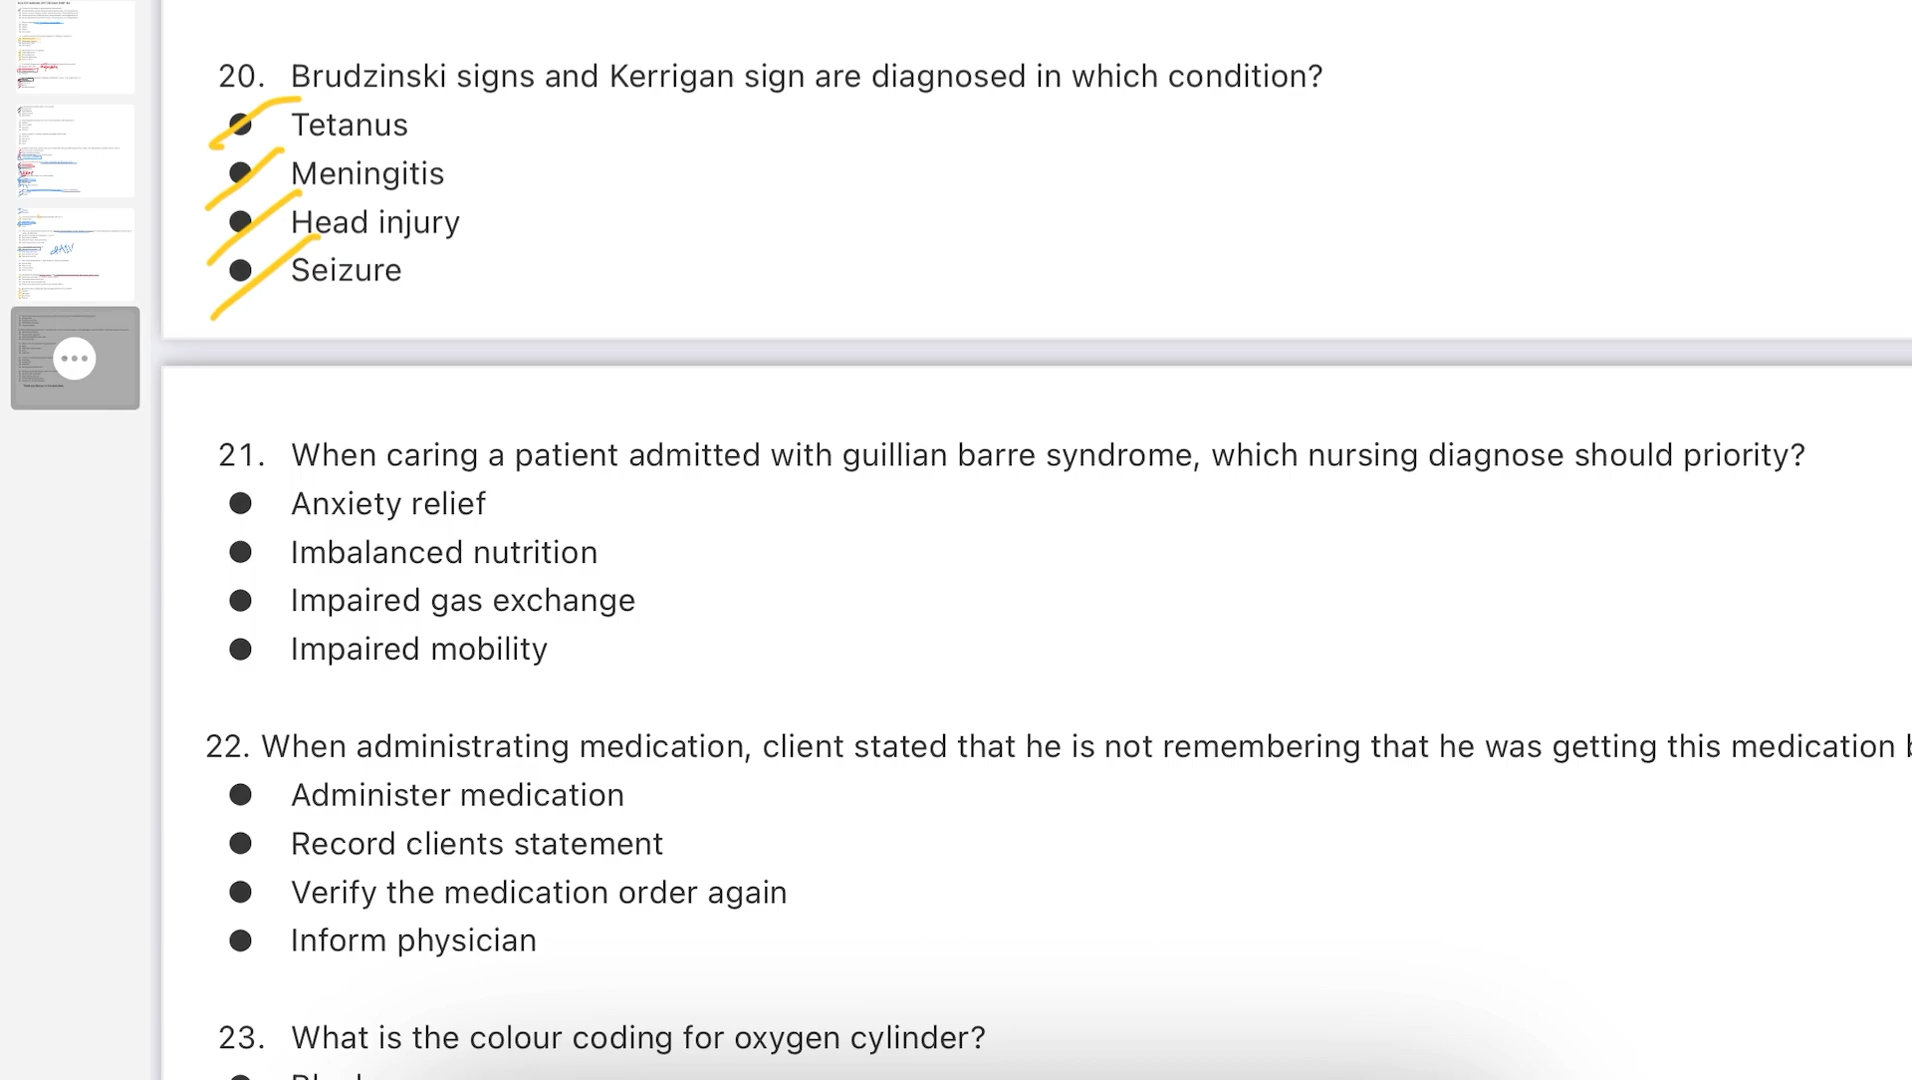 20. Brudzinski signs and Kerrigan sign are diagnosed in which condition?
● Tetanus
● Meningitis
● Head injury
● Seizure
21. When caring a patient admitted with guillian barre syndrome, which nursing diagnose should priority?
● Anxiety relief
● Imbalanced nutrition
● Impaired gas exchange
● Impaired mobility
22. When administrating medication, client stated that he is not remembering that he was getting this medication
● Administer medication
● Record clients statement
● Verify the medication order again
● Inform physician
23. What is the colour coding for oxygen cylinder?